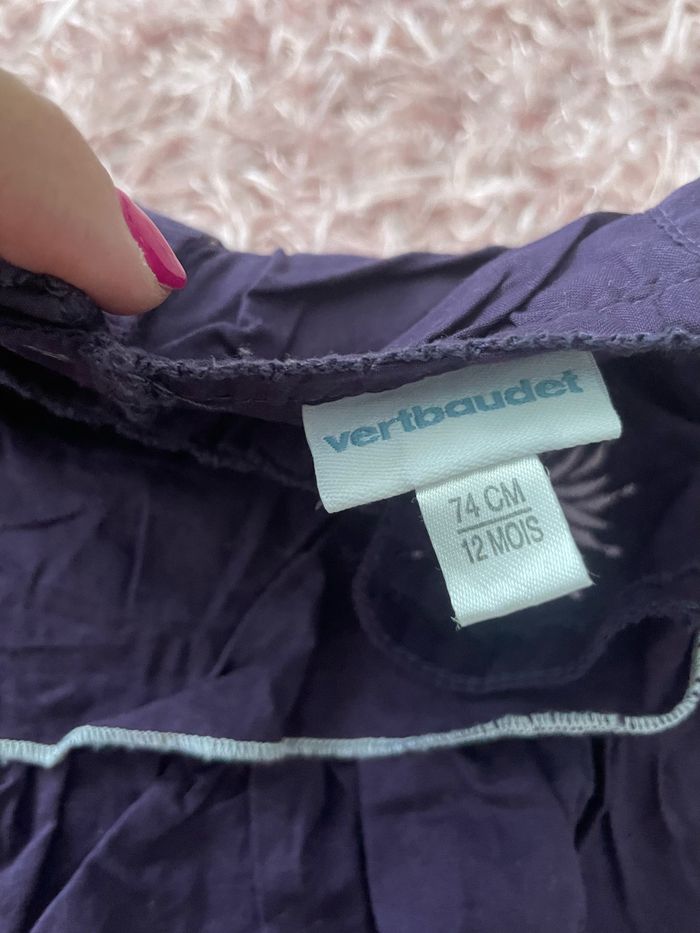 vertbaudet
74 CM
12 MOIS